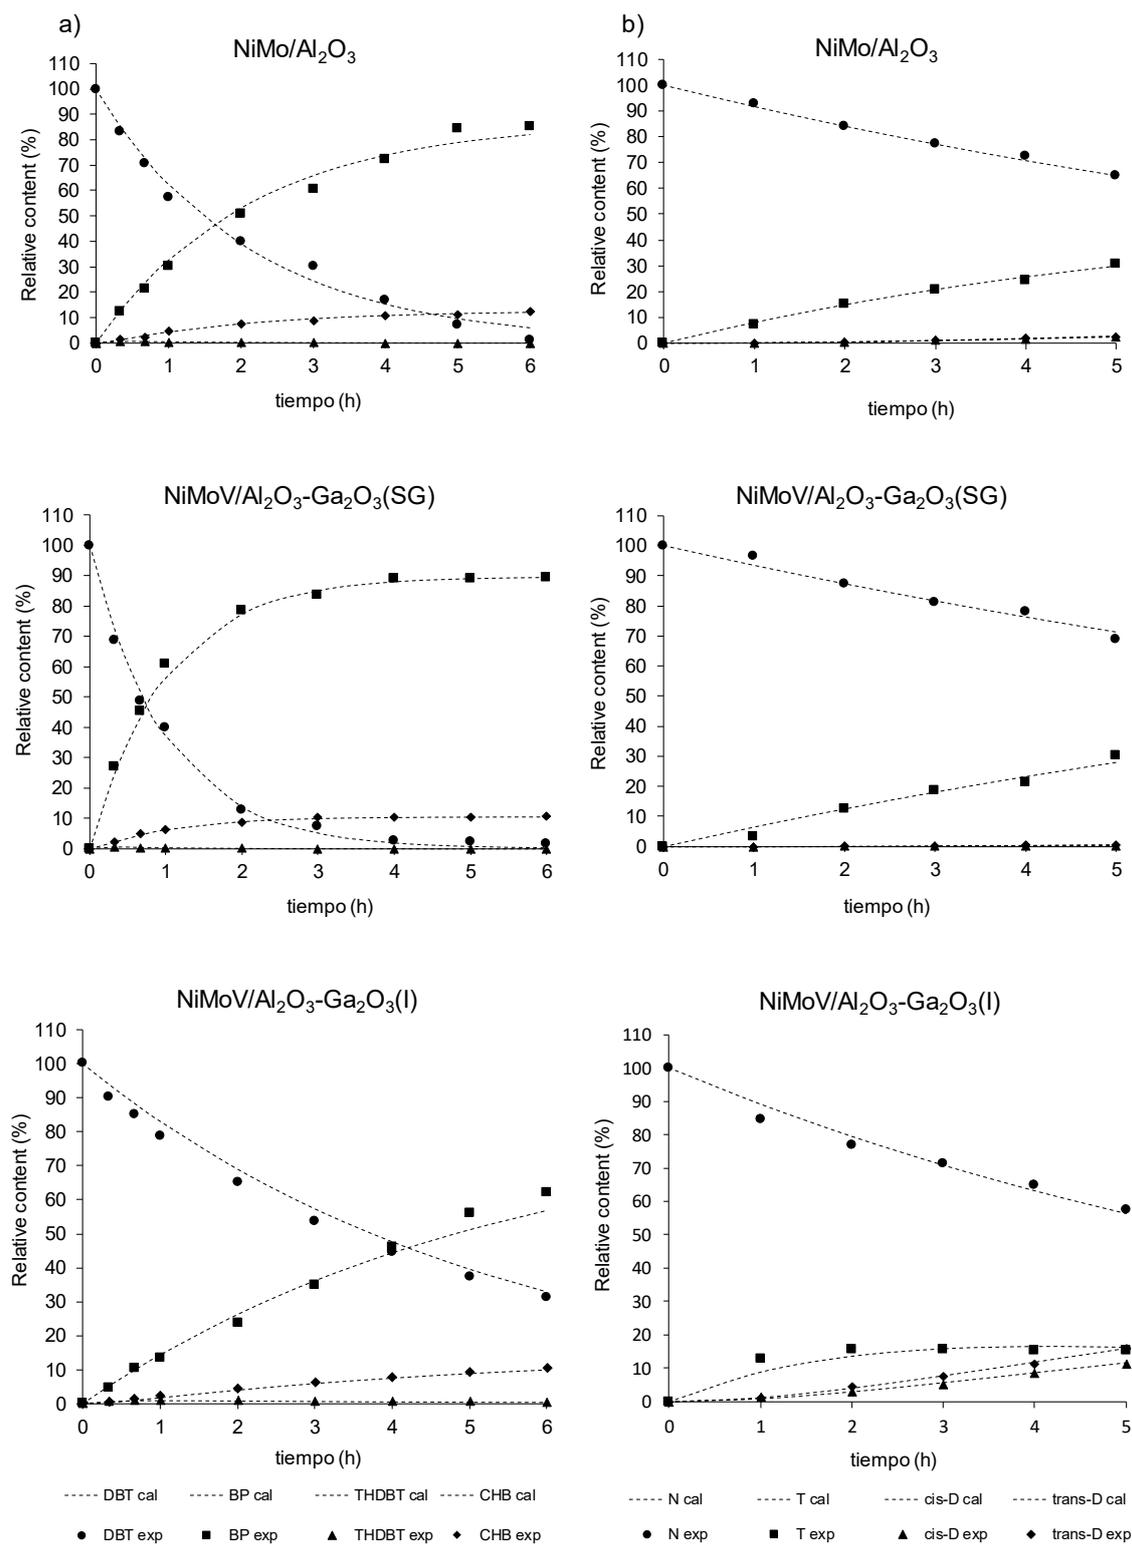 a)
NiMo/Al₂O₃
110
100
90
80
70
60
50
40
30
20
10
0
Relative content (%)
0 1 2 3 4 5 6
tiempo (h)
b)
NiMo/Al₂O₃
110
100
90
80
70
60
50
40
30
20
10
0
Relative content (%)
0 1 2 3 4 5
tiempo (h)
NiMoV/Al₂O₃-Ga₂O₃(SG)
110
100
90
80
70
60
50
40
30
20
10
0
Relative content (%)
0 1 2 3 4 5 6
tiempo (h)
NiMoV/Al₂O₃-Ga₂O₃(SG)
110
100
90
80
70
60
50
40
30
20
10
0
Relative content (%)
0 1 2 3 4 5
tiempo (h)
NiMoV/Al₂O₃-Ga₂O₃(I)
110
100
90
80
70
60
50
40
30
20
10
0
Relative content (%)
0 1 2 3 4 5 6
tiempo (h)
DBT cal BP cal THDBT cal CHB cal
DBT exp BP exp THDBT exp CHB exp
NiMoV/Al₂O₃-Ga₂O₃(I)
110
100
90
80
70
60
50
40
30
20
10
0
Relative content (%)
0 1 2 3 4 5
tiempo (h)
N cal T cal cis-D cal trans-D cal
N exp T exp cis-D exp trans-D exp